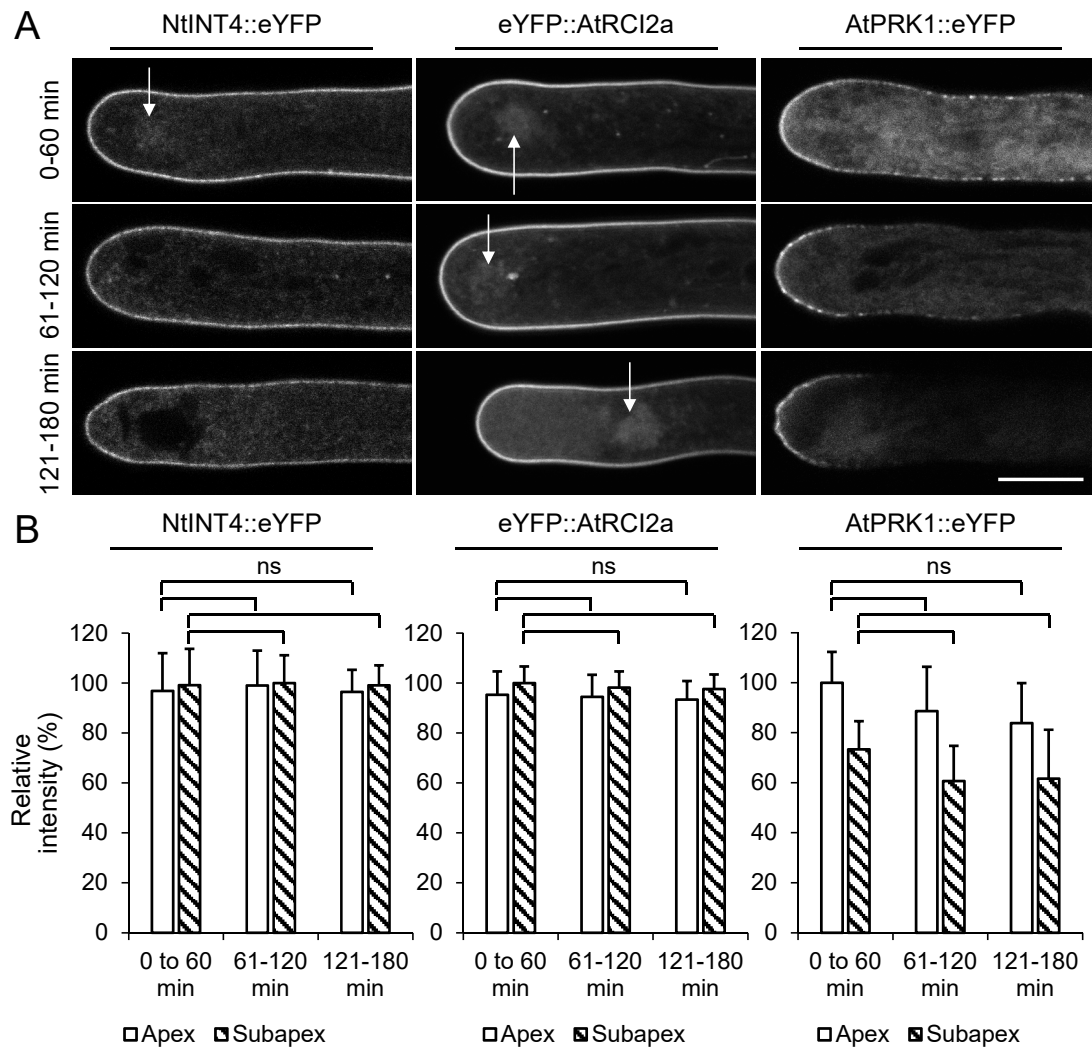 A
NtINT4::eYFP
eYFP::AtRCI2a
AtPRK1::eYFP
0-60 min
61-120 min
121-180 min
B
NtINT4::eYFP
eYFP::AtRCI2a
AtPRK1::eYFP
ns
ns
ns
Relative
intensity (%)
120
100
80
60
40
20
0
0 to 60
min
61-120
min
121-180
min
Apex
Subapex
120
100
80
60
40
20
0
0 to 60
min
61-120
min
121-180
min
Apex
Subapex
120
100
80
60
40
20
0
0 to 60
min
61-120
min
121-180
min
Apex
Subapex